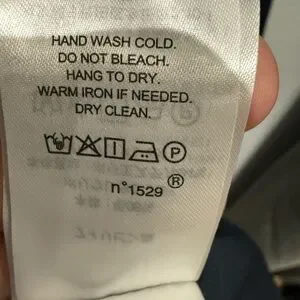 HAND WASH COLD.
DO NOT BLEACH.
HANG TO DRY.
WARM IRON IF NEEDED.
DRY CLEAN.
P
n°1529 ®